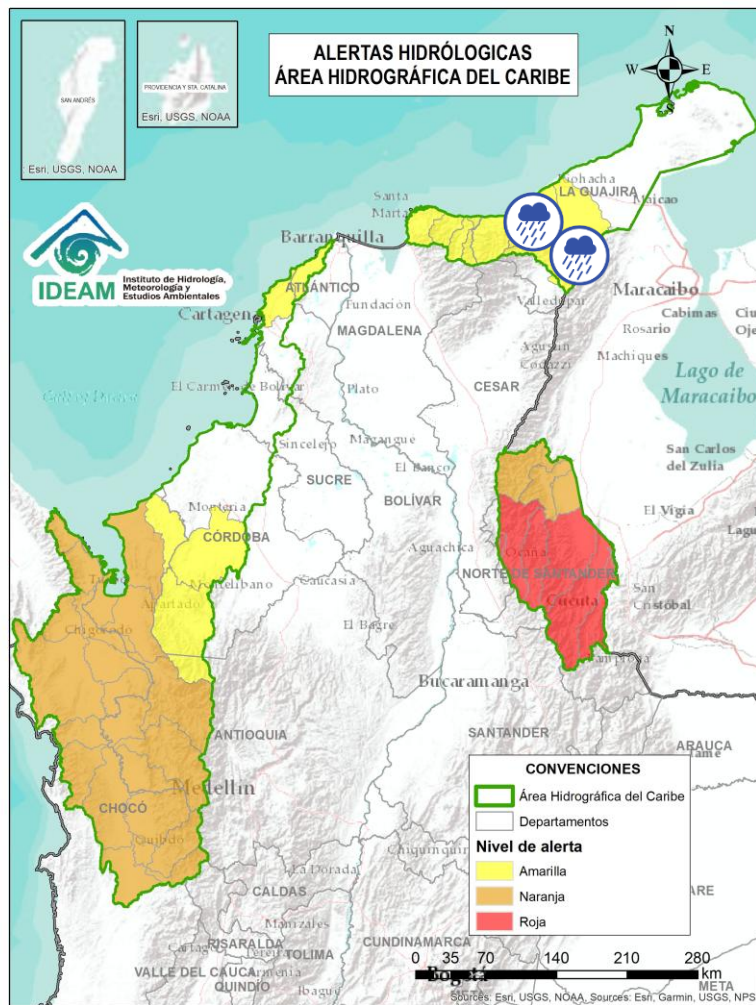 ALERTAS HIDRÓLOGICAS
ÁREA HIDROGRÁFICA DEL CARIBE
N
W
E
S
SAN ANDRÉS
: Esri, USGS, NOAA
PROVIDENCIA Y STA. CATALINA
Esri, USGS, NOAA
IDEAM
Instituto de Hidrología,
Meteorología y
Estudios Ambientales
LA GUAJIRA
Maicao
Santa
Marta
Barranquilla
ATLÁNTICO
Cartagena
Fundación
MAGDALENA
Valledupar
Maracaibo
Cabimas
Rosario
Machiques
Agustín
Codazzi
CESAR
Lago de
Maracaibo
El Carmen de Bolívar
Plato
Sincelejo
Magangue
El Banco
SUCRE
BOLÍVAR
San Carlos
del Zulia
El Vigía
Montería
CÓRDOBA
Montelibano
Aguachica
Caucasia
El Bagre
Ocaña
NORTE DE SANTANDER
Cúcuta
San
Cristóbal
Pamplona
Apartadó
Chigorodó
Bucaramanga
SANTANDER
ARAUCA
ANTIOQUIA
Medellín
CHOCÓ
Quibdó
La Dorada
CALDAS
Manizales
RISARALDA
TOLIMA
CUNDINAMARCA
VALLE DEL CAUCA
Armenia
QUINDÍO
Ibagué
Bogotá
META
CONVENCIONES
Área Hidrográfica del Caribe
Departamentos
Nivel de alerta
Amarilla
Naranja
Roja
0 35 70 140 210 280
km
Sources: Esri, USGS, NOAA, Sources: Esri, Garmin, USGS, NPS